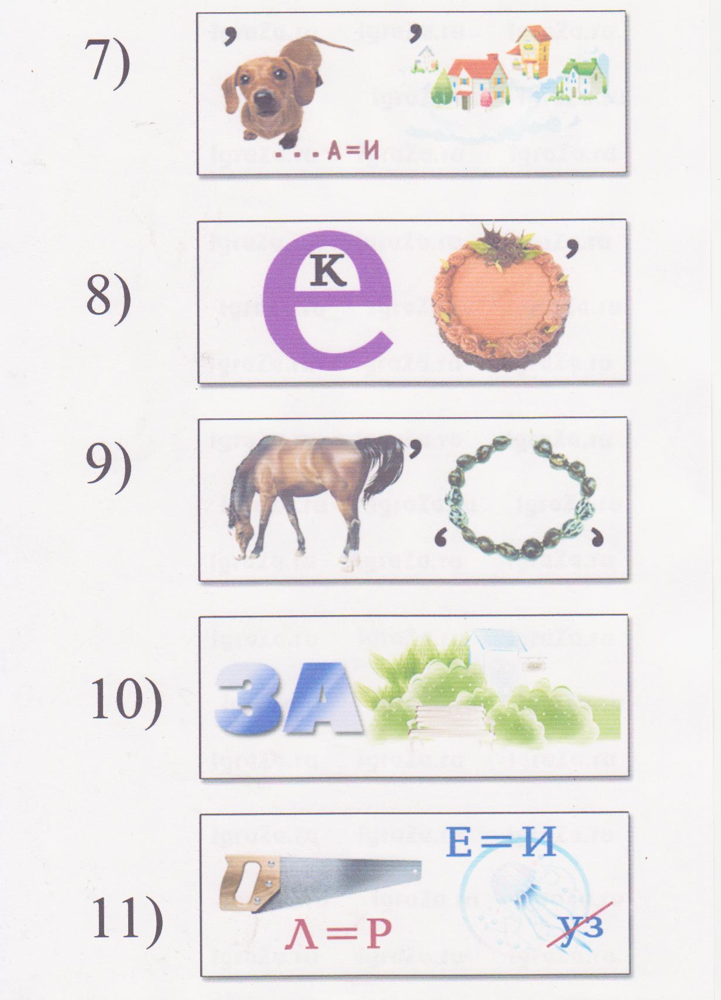 7)
, ,
...А=И
8)
е
к
,
9)
,
‘ ,
10)
ЗА
11)
Е=И
Л=Р
уз